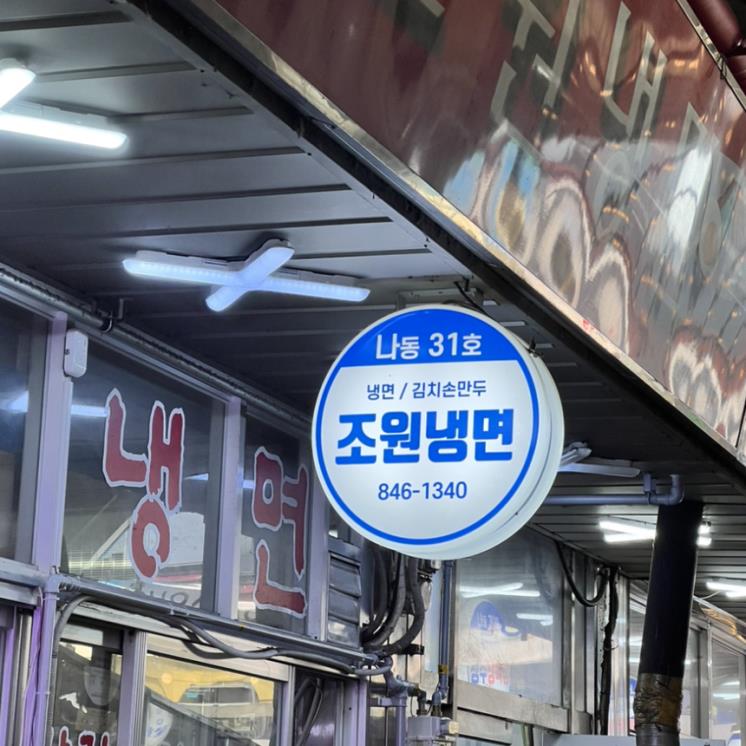 나동 31호
냉면 / 김치손만두
조원냉면
846-1340
냉면